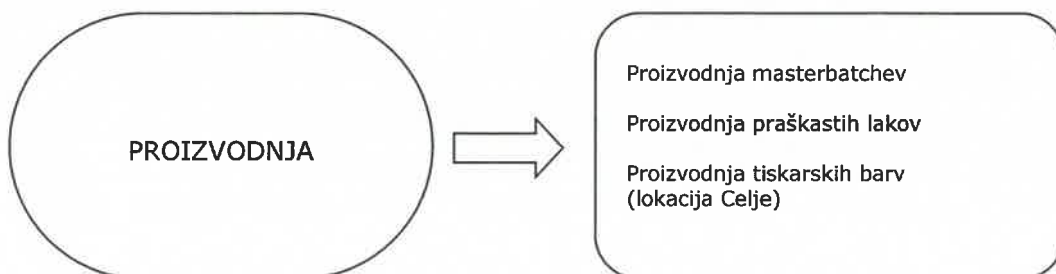 PROIZVODNJA
Proizvodnja masterbatchev
Proizvodnja praškastih lakov
Proizvodnja tiskarskih barv
(lokacija Celje)